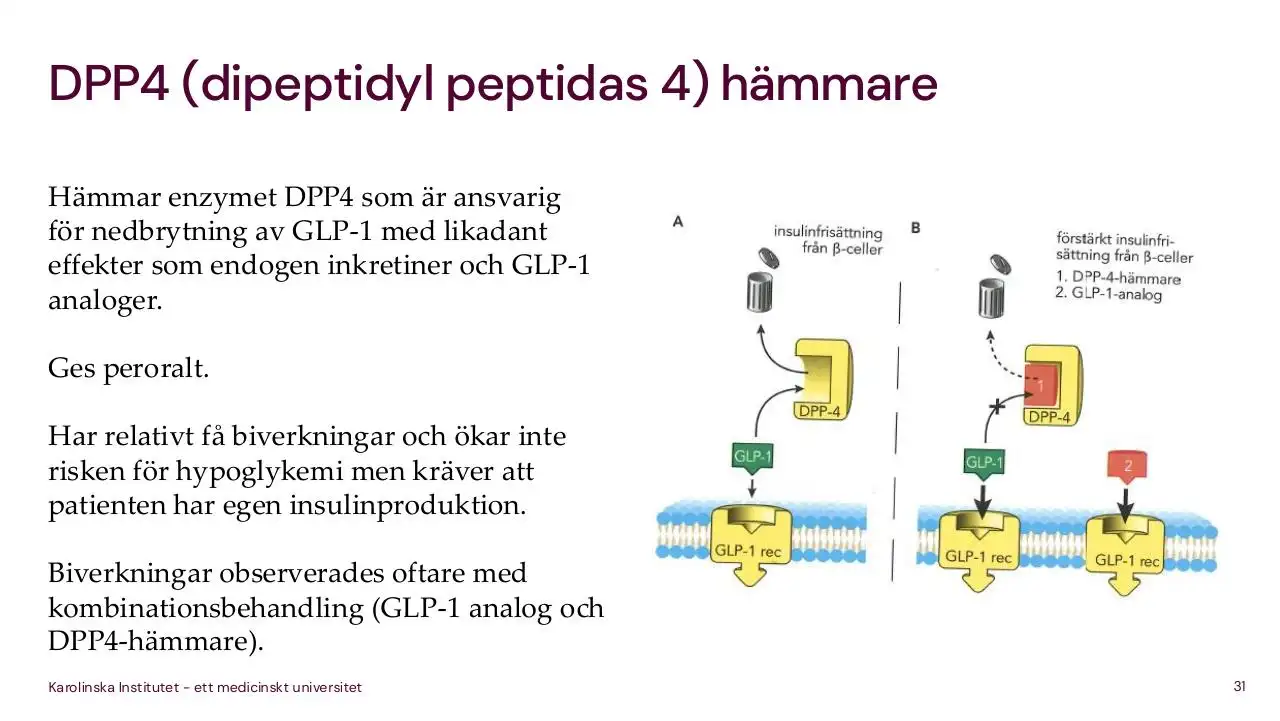 DPP4 (dipeptidyl peptidas 4) hämmare
Hämmar enzymet DPP4 som är ansvarig
för nedbrytning av GLP-1 med likadant
effekter som endogen inkretiner och GLP-1
analoger.
Ges peroralt.
Har relativt få biverkningar och ökar inte
risken för hypoglykemi men kräver att
patienten har egen insulinproduktion.
Biverkningar observerades oftare med
kombinationsbehandling (GLP-1 analog och
DPP4-hämmare).
A
insulinfrisättning
från β-celler
DPP-4
GLP-1
GLP-1 rec
B
förstärkt insulinfri-
sättning från β-celler
1. DPP-4-hämmare
2. GLP-1-analog
1
DPP-4
GLP-1
2
GLP-1 rec
GLP-1 rec
Karolinska Institutet - ett medicinskt universitet
31